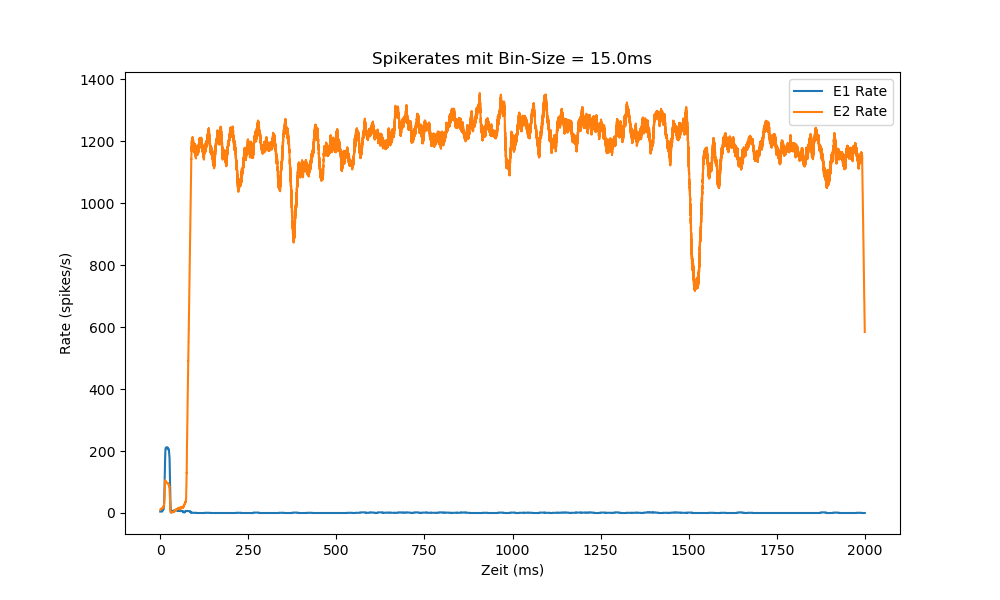 Spikerates mit Bin-Size = 15.0ms
E1 Rate
E2 Rate
Rate (spikes/s)
1400
1200
1000
800
600
400
200
0
0 250 500 750 1000 1250 1500 1750 2000
Zeit (ms)